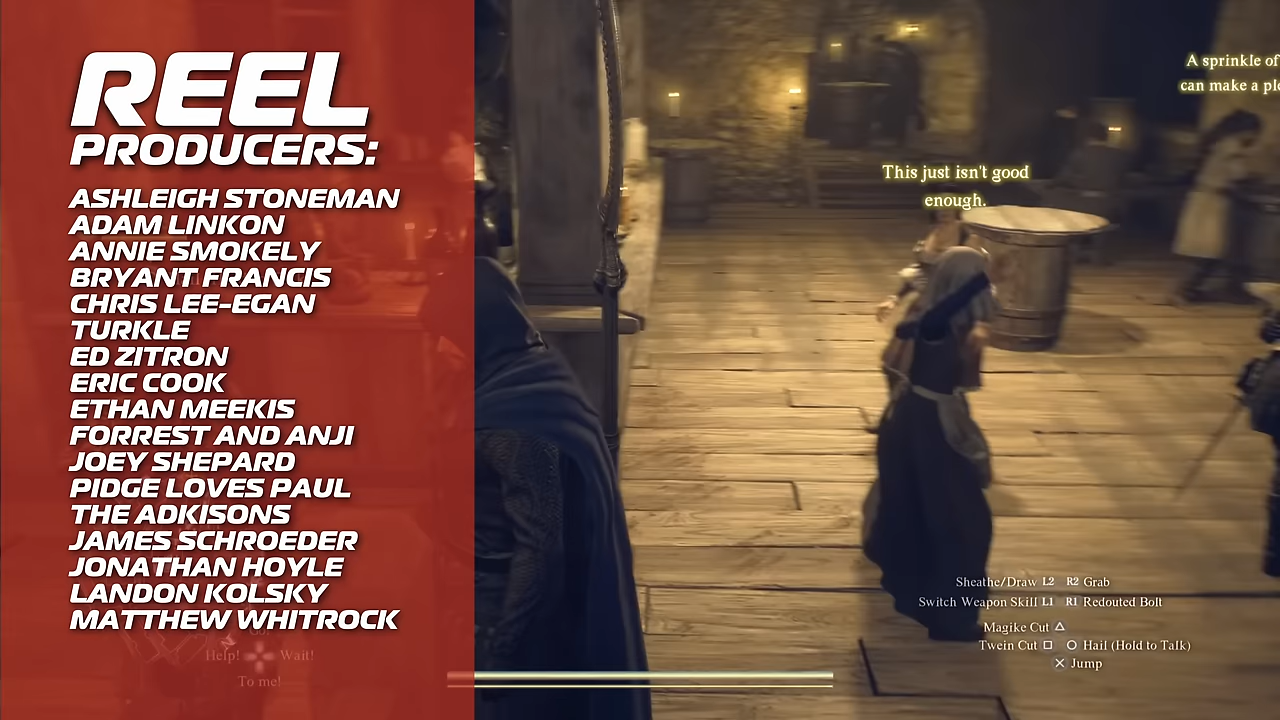 REEL
PRODUCERS:
ASHLEIGH STONEMAN
ADAM LINKON
ANNIE SMOKELY
BRYANT FRANCIS
CHRIS LEE-EGAN
TURKLE
ED ZITRON
ERIC COOK
ETHAN MEEKIS
FORREST AND ANJI
JOEY SHEPARD
PIDGE LOVES PAUL
THE ADKISONS
JAMES SCHROEDER
JONATHAN HOYLE
LANDON KOLSKY
MATTHEW WHITROCK
Go!
Help! Wait!
To me!
A sprinkle of
can make a ple
This just isn't good
enough.
Sheathe/Draw L2 R2 Grab
Switch Weapon Skill L1 R1 Redouted Bolt
Magike Cut
Twein Cut Hail (Hold to Talk)
Jump